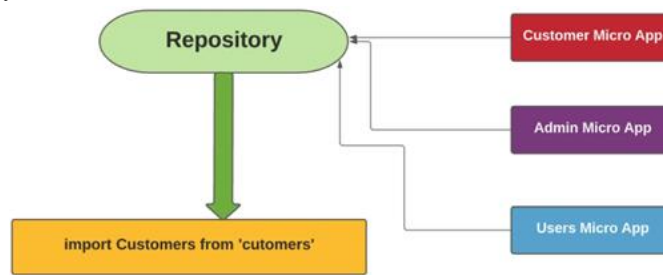 Repository
Customer Micro App
Admin Micro App
Users Micro App
import Customers from 'cutomers'